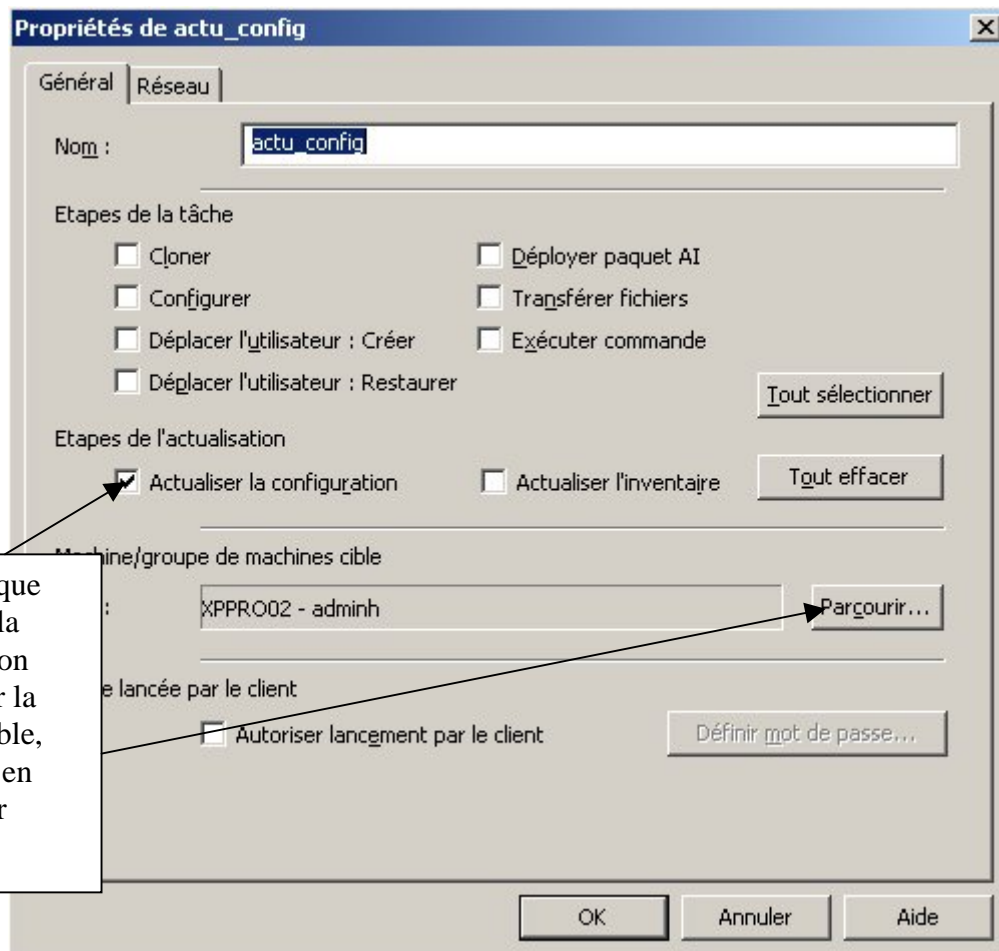 Propriétés de actu_config
Général
Réseau
Nom :
actu_config
Etapes de la tâche
Cloner
Déployer paquet AI
Configurer
Transférer fichiers
Déplacer l'utilisateur : Créer
Exécuter commande
Déplacer l'utilisateur : Restaurer
Tout sélectionner
Etapes de l'actualisation
Actualiser la configuration
Actualiser l'inventaire
Tout effacer
hine/groupe de machines cible
:
XPPRO02 - adminh
Parcourir...
e lancée par le client
Autoriser lancement par le client
Définir mot de passe...
que
la
on
r la
ble,
en
r
OK
Annuler
Aide